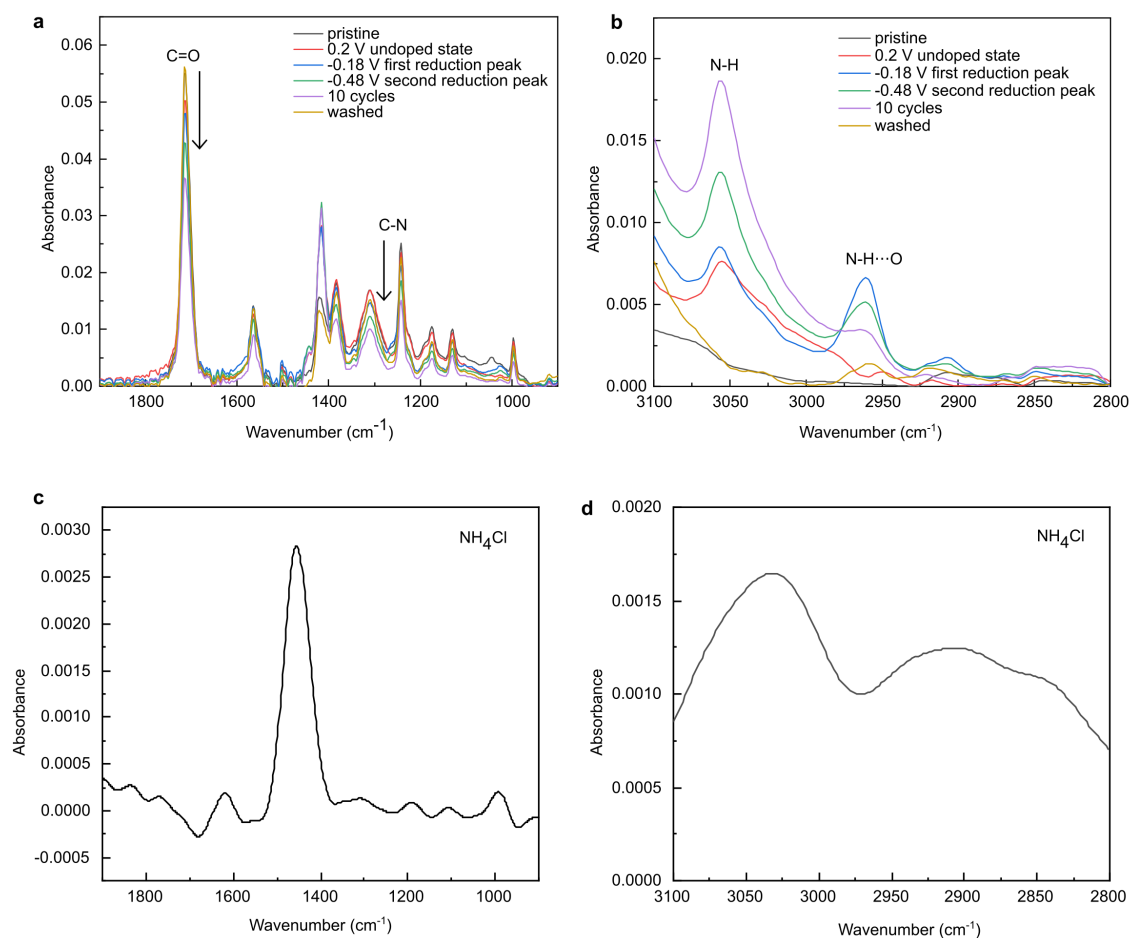 a
C=O
C-N
pristine
0.2 V undoped state
-0.18 V first reduction peak
-0.48 V second reduction peak
10 cycles
washed
0.06
0.05
0.04
0.03
0.02
0.01
0.00
Absorbance
1800 1600 1400 1200 1000
Wavenumber (cm-1)
b
N-H
N-H···O
pristine
0.2 V undoped state
-0.18 V first reduction peak
-0.48 V second reduction peak
10 cycles
washed
0.020
0.015
0.010
0.005
0.000
Absorbance
3100 3050 3000 2950 2900 2850 2800
Wavenumber (cm-1)
c
NH4Cl
0.0030
0.0025
0.0020
0.0015
0.0010
0.0005
0.0000
-0.0005
Absorbance
1800 1600 1400 1200 1000
Wavenumber (cm-1)
d
NH4Cl
0.0020
0.0015
0.0010
0.0005
0.0000
Absorbance
3100 3050 3000 2950 2900 2850 2800
Wavenumber (cm-1)